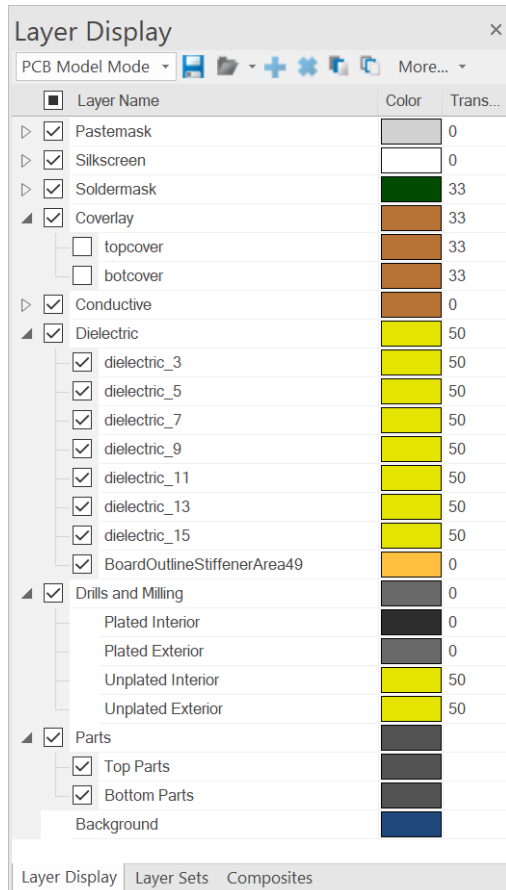 Layer Display
PCB Model Mode More...
Layer Name Color Trans...
Pastemask 0
Silkscreen 0
Soldermask 33
Coverlay 33
topcover 33
botcover 33
Conductive 0
Dielectric 50
dielectric_3 50
dielectric_5 50
dielectric_7 50
dielectric_9 50
dielectric_11 50
dielectric_13 50
dielectric_15 50
BoardOutlineStiffenerArea49 0
Drills and Milling 0
Plated Interior 0
Plated Exterior 0
Unplated Interior 50
Unplated Exterior 50
Parts
Top Parts
Bottom Parts
Background
Layer Display Layer Sets Composites